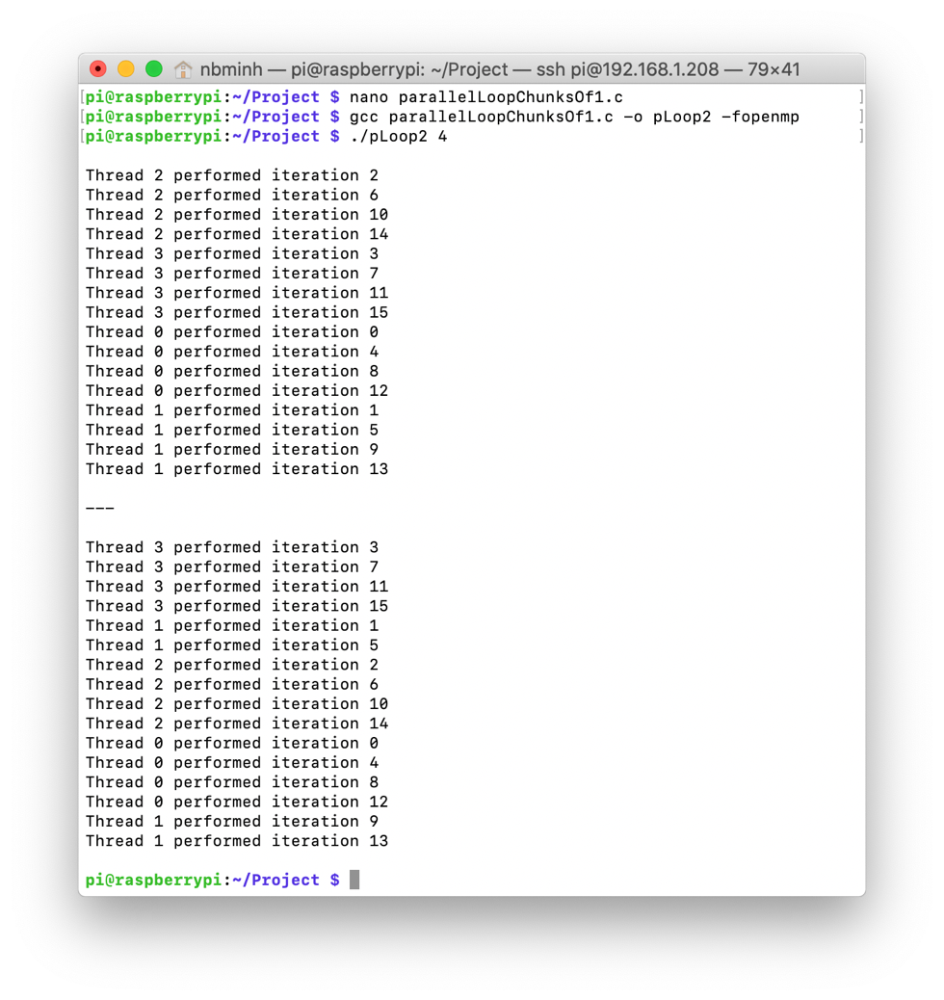 nbminh — pi@raspberrypi: ~/Project — ssh pi@192.168.1.208 — 79×41
[pi@raspberrypi:~/Project $ nano parallelLoopChunksOf1.c ]
[pi@raspberrypi:~/Project $ gcc parallelLoopChunksOf1.c -o pLoop2 -fopenmp ]
[pi@raspberrypi:~/Project $ ./pLoop2 4 ]
Thread 2 performed iteration 2
Thread 2 performed iteration 6
Thread 2 performed iteration 10
Thread 2 performed iteration 14
Thread 3 performed iteration 3
Thread 3 performed iteration 7
Thread 3 performed iteration 11
Thread 3 performed iteration 15
Thread 0 performed iteration 0
Thread 0 performed iteration 4
Thread 0 performed iteration 8
Thread 0 performed iteration 12
Thread 1 performed iteration 1
Thread 1 performed iteration 5
Thread 1 performed iteration 9
Thread 1 performed iteration 13
---
Thread 3 performed iteration 3
Thread 3 performed iteration 7
Thread 3 performed iteration 11
Thread 3 performed iteration 15
Thread 1 performed iteration 1
Thread 1 performed iteration 5
Thread 2 performed iteration 2
Thread 2 performed iteration 6
Thread 2 performed iteration 10
Thread 2 performed iteration 14
Thread 0 performed iteration 0
Thread 0 performed iteration 4
Thread 0 performed iteration 8
Thread 0 performed iteration 12
Thread 1 performed iteration 9
Thread 1 performed iteration 13
pi@raspberrypi:~/Project $